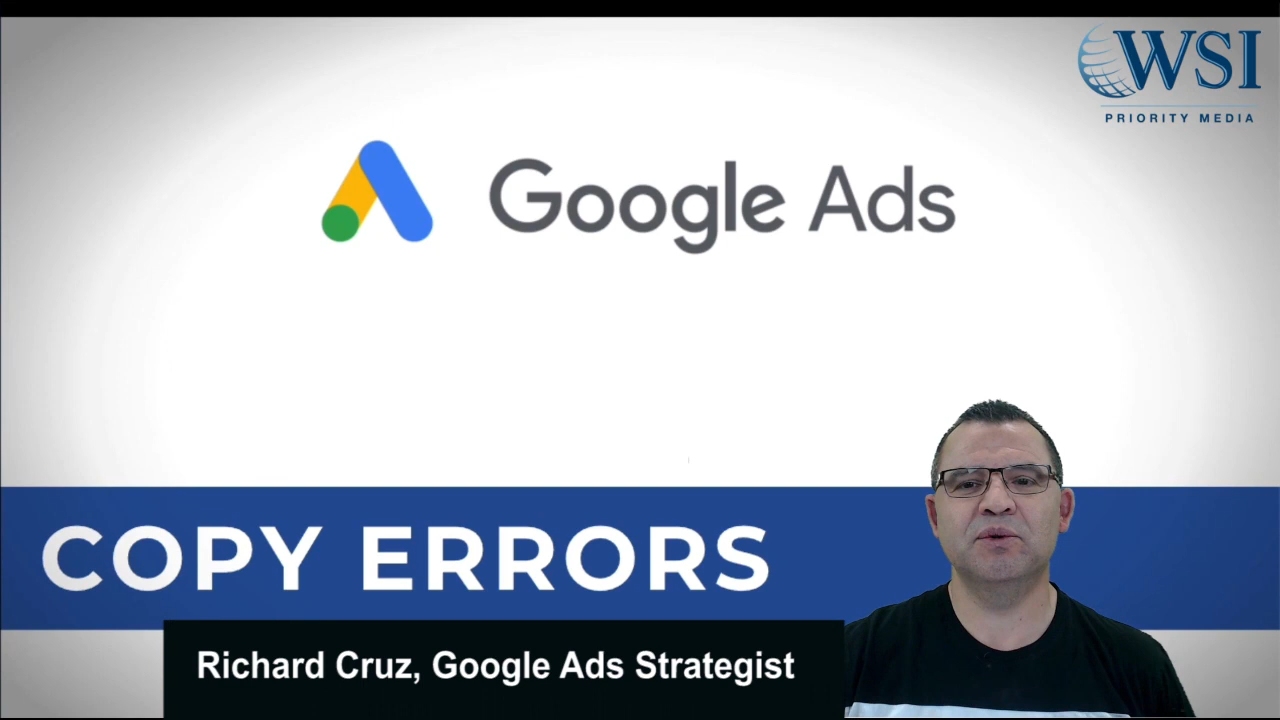 WSI
PRIORITY MEDIA
Google Ads
COPY ERRORS
Richard Cruz, Google Ads Strategist